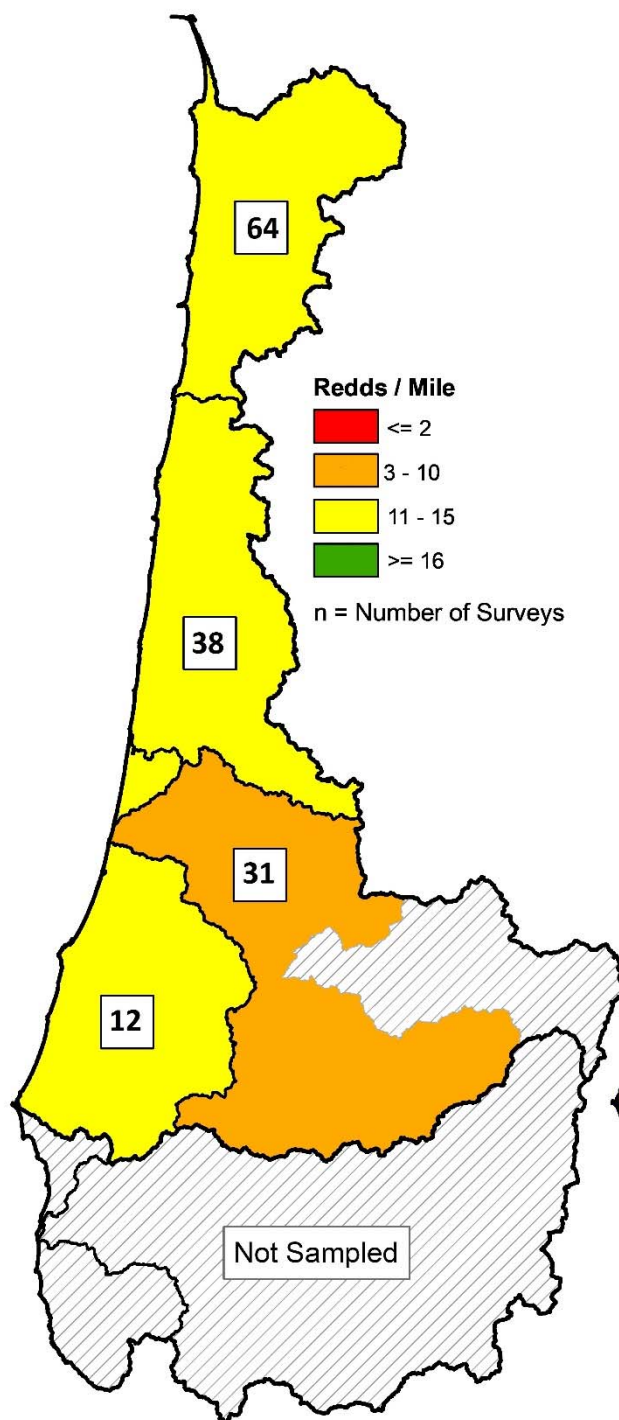 64
Redds / Mile
<= 2
3 - 10
11 - 15
>= 16
n = Number of Surveys
38
31
12
Not Sampled